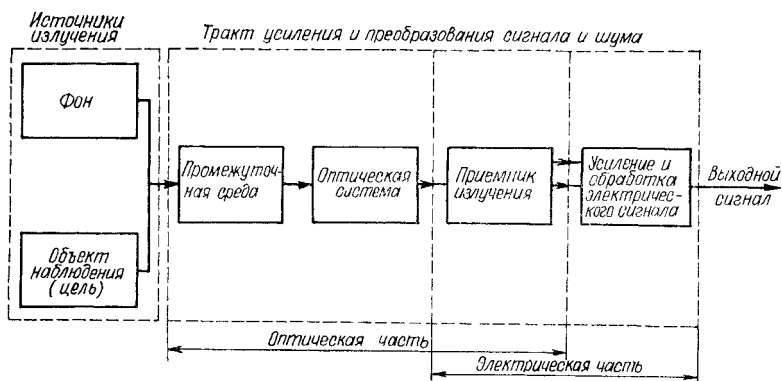 Источники
излучения
Тракт усиления и преобразования сигнала и шума
Фон
Промежуточ-
ная среда
Оптическая
система
Приемник
излучения
Усиление и
обработка
электричес-
кого сигнала
Выходной
сигнал
Объект
наблюдения
(цель)
Оптическая часть
Электрическая часть